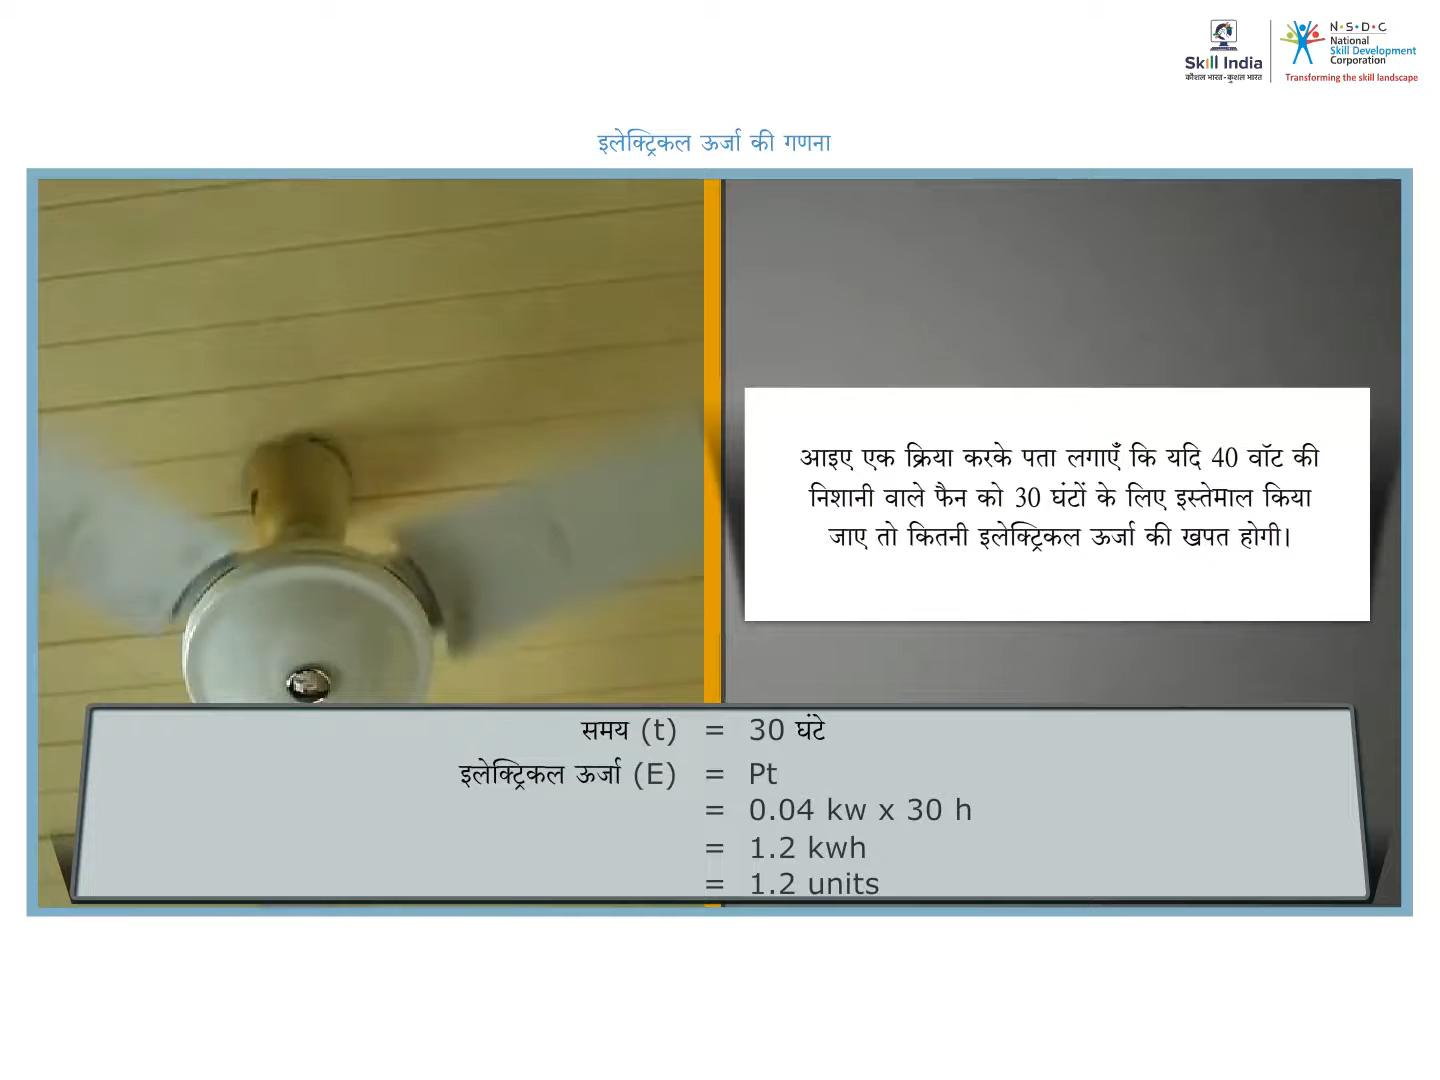 Skill India
कौशल भारत - कुशल भारत
N·S·D·C
National
Skill Development
Corporation
Transforming the skill landscape
इलेक्ट्रिकल ऊर्जा की गणना
आइए एक क्रिया करके पता लगाएँ कि यदि 40 वॉट की
निशानी वाले फैन को 30 घंटों के लिए इस्तेमाल किया
जाए तो कितनी इलेक्ट्रिकल ऊर्जा की खपत होगी।
समय (t) = 30 घंटे
इलेक्ट्रिकल ऊर्जा (E) = Pt
= 0.04 kw x 30 h
= 1.2 kwh
= 1.2 units